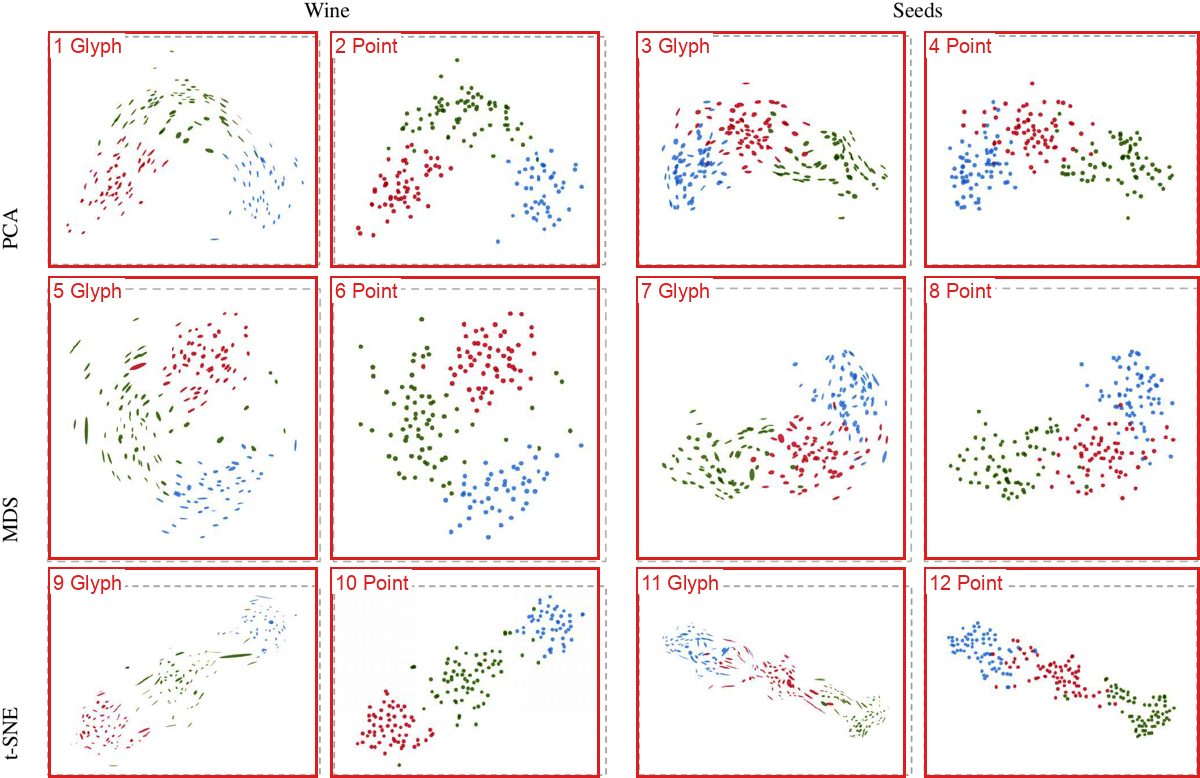 Wine
Seeds
1 Glyph
2 Point
3 Glyph
4 Point
PCA
5 Glyph
6 Point
7 Glyph
8 Point
MDS
9 Glyph
10 Point
11 Glyph
12 Point
t-SNE